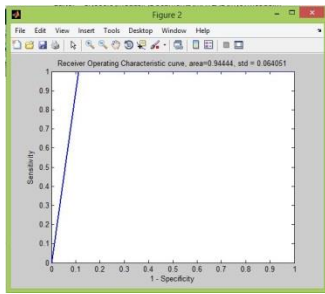 Figure 2
File Edit View Insert Tools Desktop Window Help
Receiver Operating Characteristic curve, area=0.94444, std = 0.064051
1
0.9
0.8
0.7
0.6
0.5
0.4
0.3
0.2
0.1
0
Sensitivity
0 0.1 0.2 0.3 0.4 0.5 0.6 0.7 0.8 0.9 1
1 - Specificity